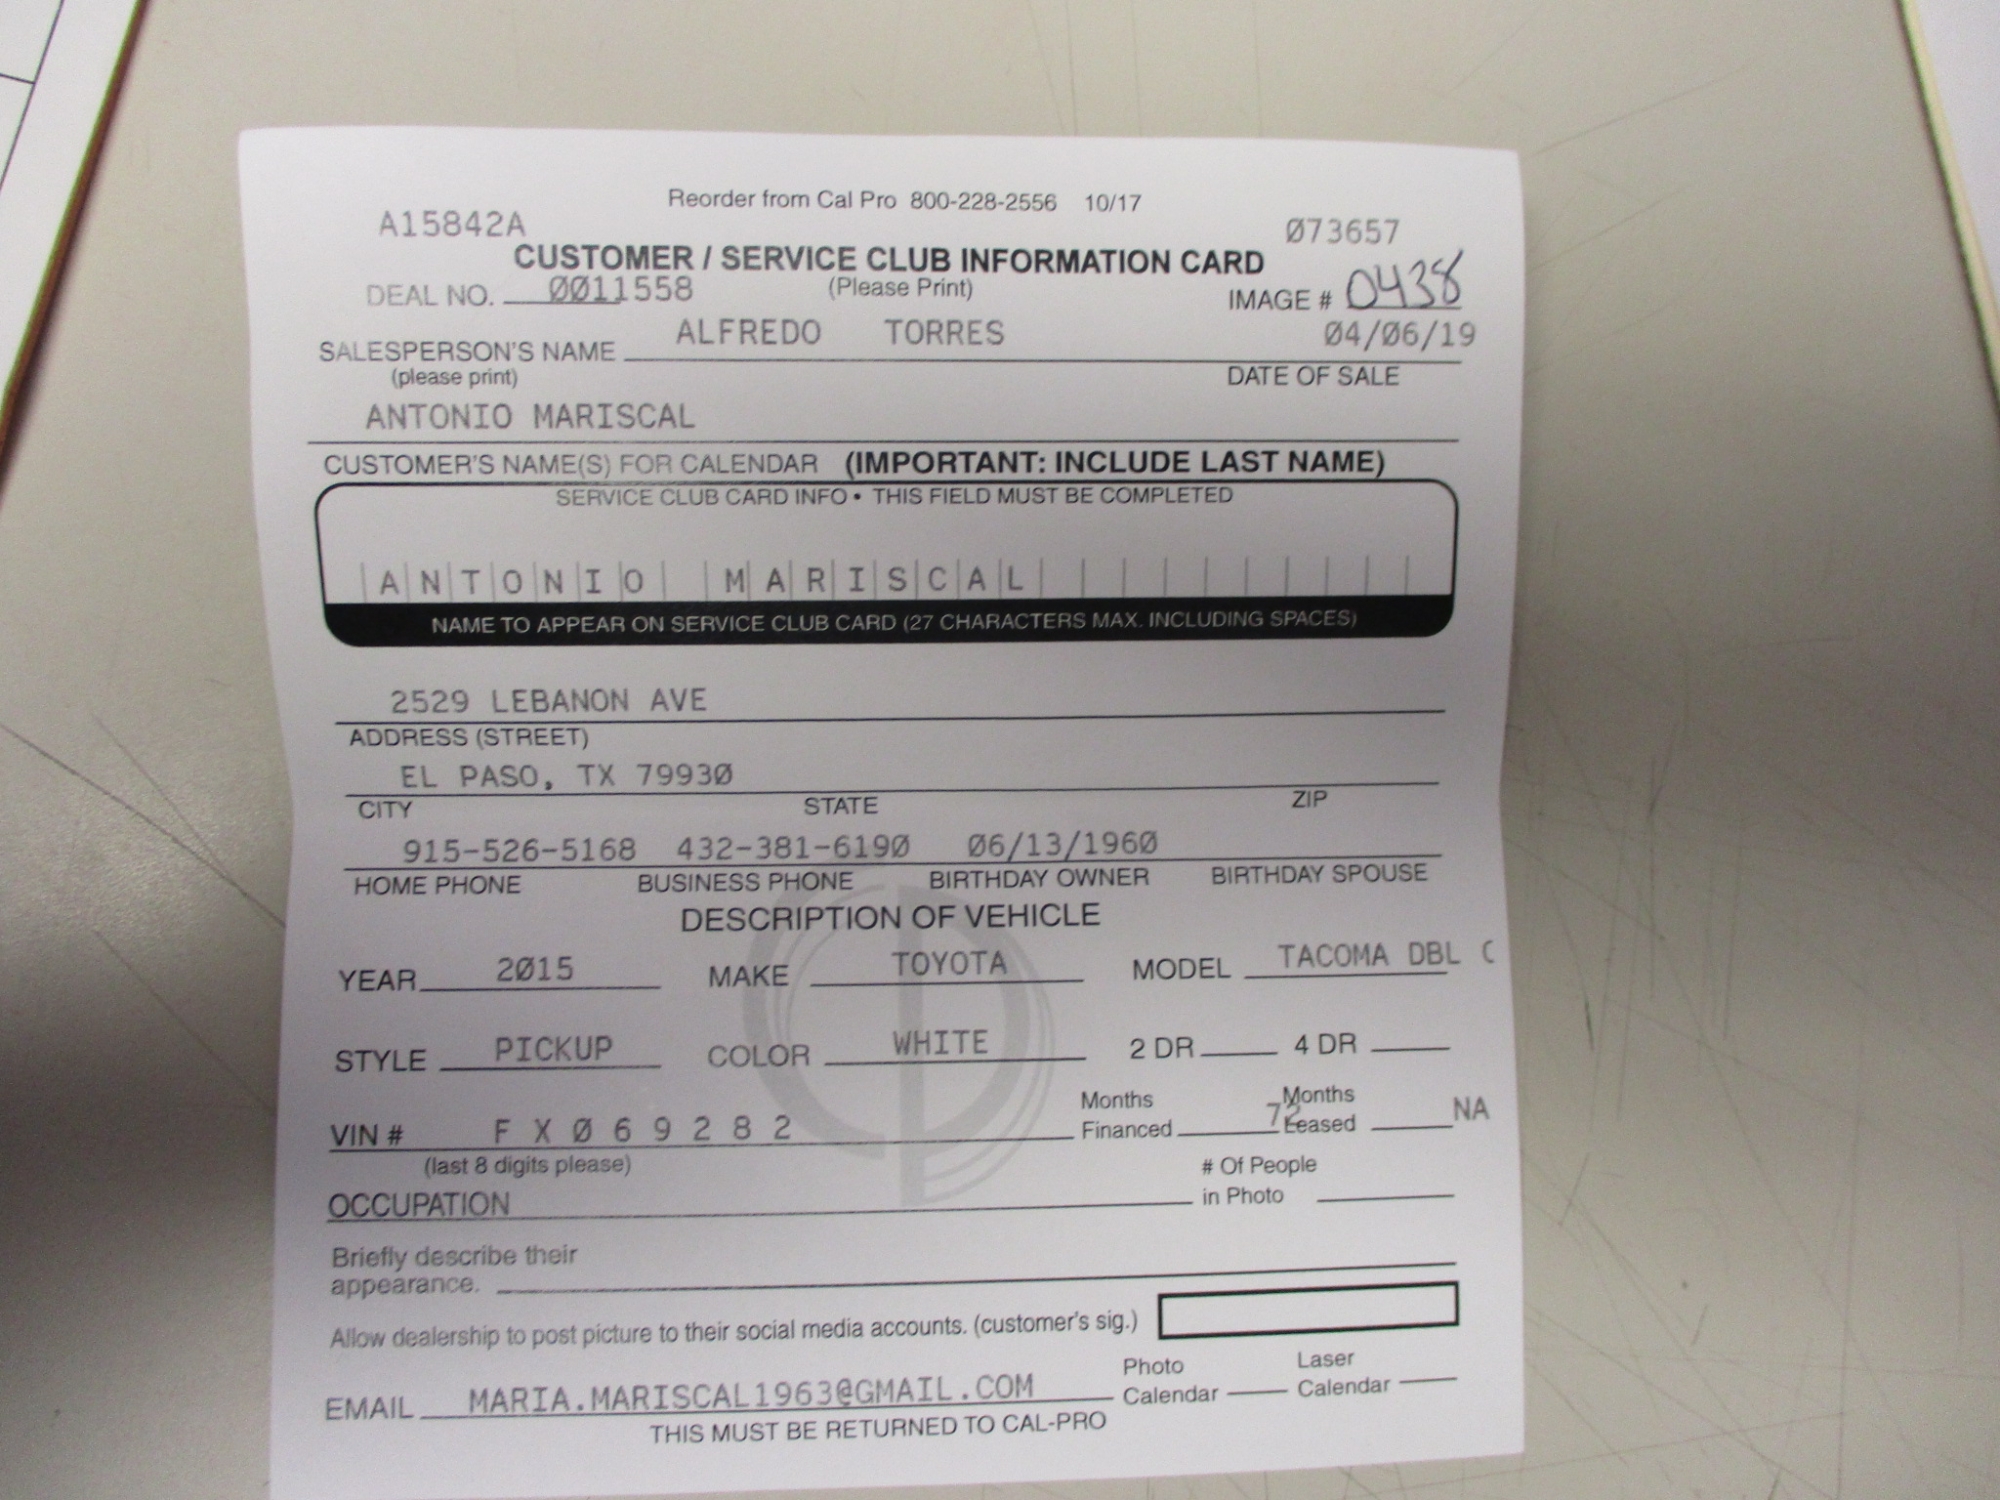 Reorder from Cal Pro 800-228-2556 10/17
A15842A Ø73657
CUSTOMER / SERVICE CLUB INFORMATION CARD
DEAL NO. ØØ11558 (Please Print) IMAGE # 0438
SALESPERSON'S NAME ALFREDO TORRES Ø4/Ø6/19
(please print) DATE OF SALE
ANTONIO MARISCAL
CUSTOMER'S NAME(S) FOR CALENDAR (IMPORTANT: INCLUDE LAST NAME)
SERVICE CLUB CARD INFO • THIS FIELD MUST BE COMPLETED
ANTONIO MARISCAL
NAME TO APPEAR ON SERVICE CLUB CARD (27 CHARACTERS MAX. INCLUDING SPACES)
2529 LEBANON AVE
ADDRESS (STREET)
EL PASO, TX 7993Ø
CITY STATE ZIP
915-526-5168 432-381-619Ø Ø6/13/196Ø
HOME PHONE BUSINESS PHONE BIRTHDAY OWNER BIRTHDAY SPOUSE
DESCRIPTION OF VEHICLE
YEAR 2Ø15 MAKE TOYOTA MODEL TACOMA DBL C
STYLE PICKUP COLOR WHITE 2 DR 4 DR
VIN # F X Ø 6 9 2 8 2 Months Financed 72 Months Leased NA
(last 8 digits please)
OCCUPATION # Of People in Photo
Briefly describe their
appearance.
Allow dealership to post picture to their social media accounts. (customer's sig.)
EMAIL MARIA.MARISCAL1963@GMAIL.COM Photo Calendar Laser Calendar
THIS MUST BE RETURNED TO CAL-PRO